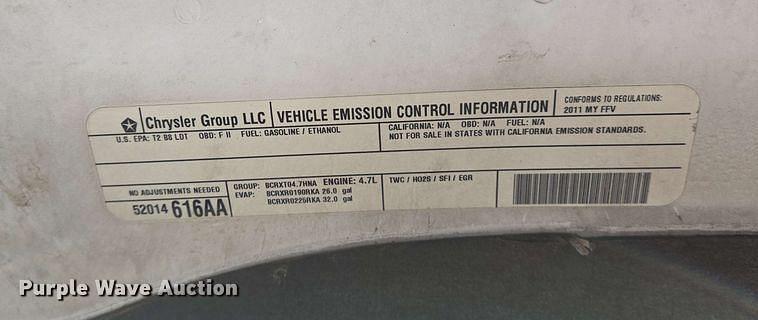 Chrysler Group LLC VEHICLE EMISSION CONTROL INFORMATION CONFORMS TO REGULATIONS:
2011 MY FFV
U.S. EPA: T2 B8 LDT OBD: F II FUEL: GASOLINE / ETHANOL
CALIFORNIA: N/A OBD: N/A FUEL: N/A
NOT FOR SALE IN STATES WITH CALIFORNIA EMISSION STANDARDS.
NO ADJUSTMENTS NEEDED
52014 616AA
GROUP: BCRXT04.7HNA ENGINE: 4.7L
EVAP: BCRXR0190RKA 26.0 gal
BCRXR0225RKA 32.0 gal
TWC / HO2S / SFI / EGR
Purple Wave Auction